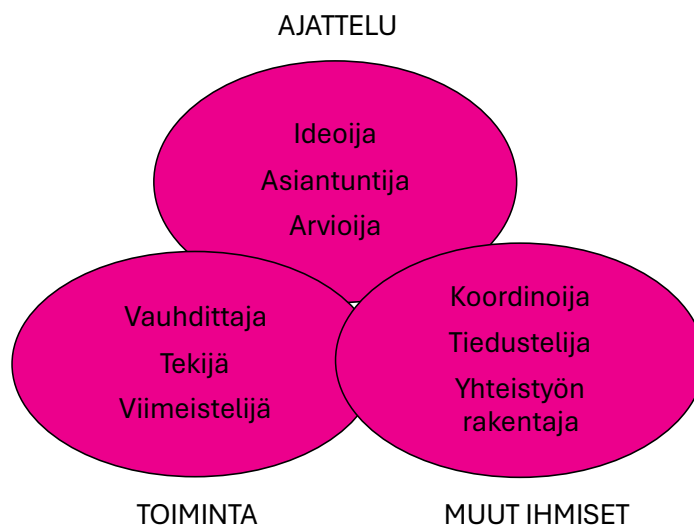 AJATTELU
Ideoija
Asiantuntija
Arvioija
Vauhdittaja
Tekijä
Viimeistelijä
Koordinoija
Tiedustelija
Yhteistyön
rakentaja
TOIMINTA
MUUT IHMISET